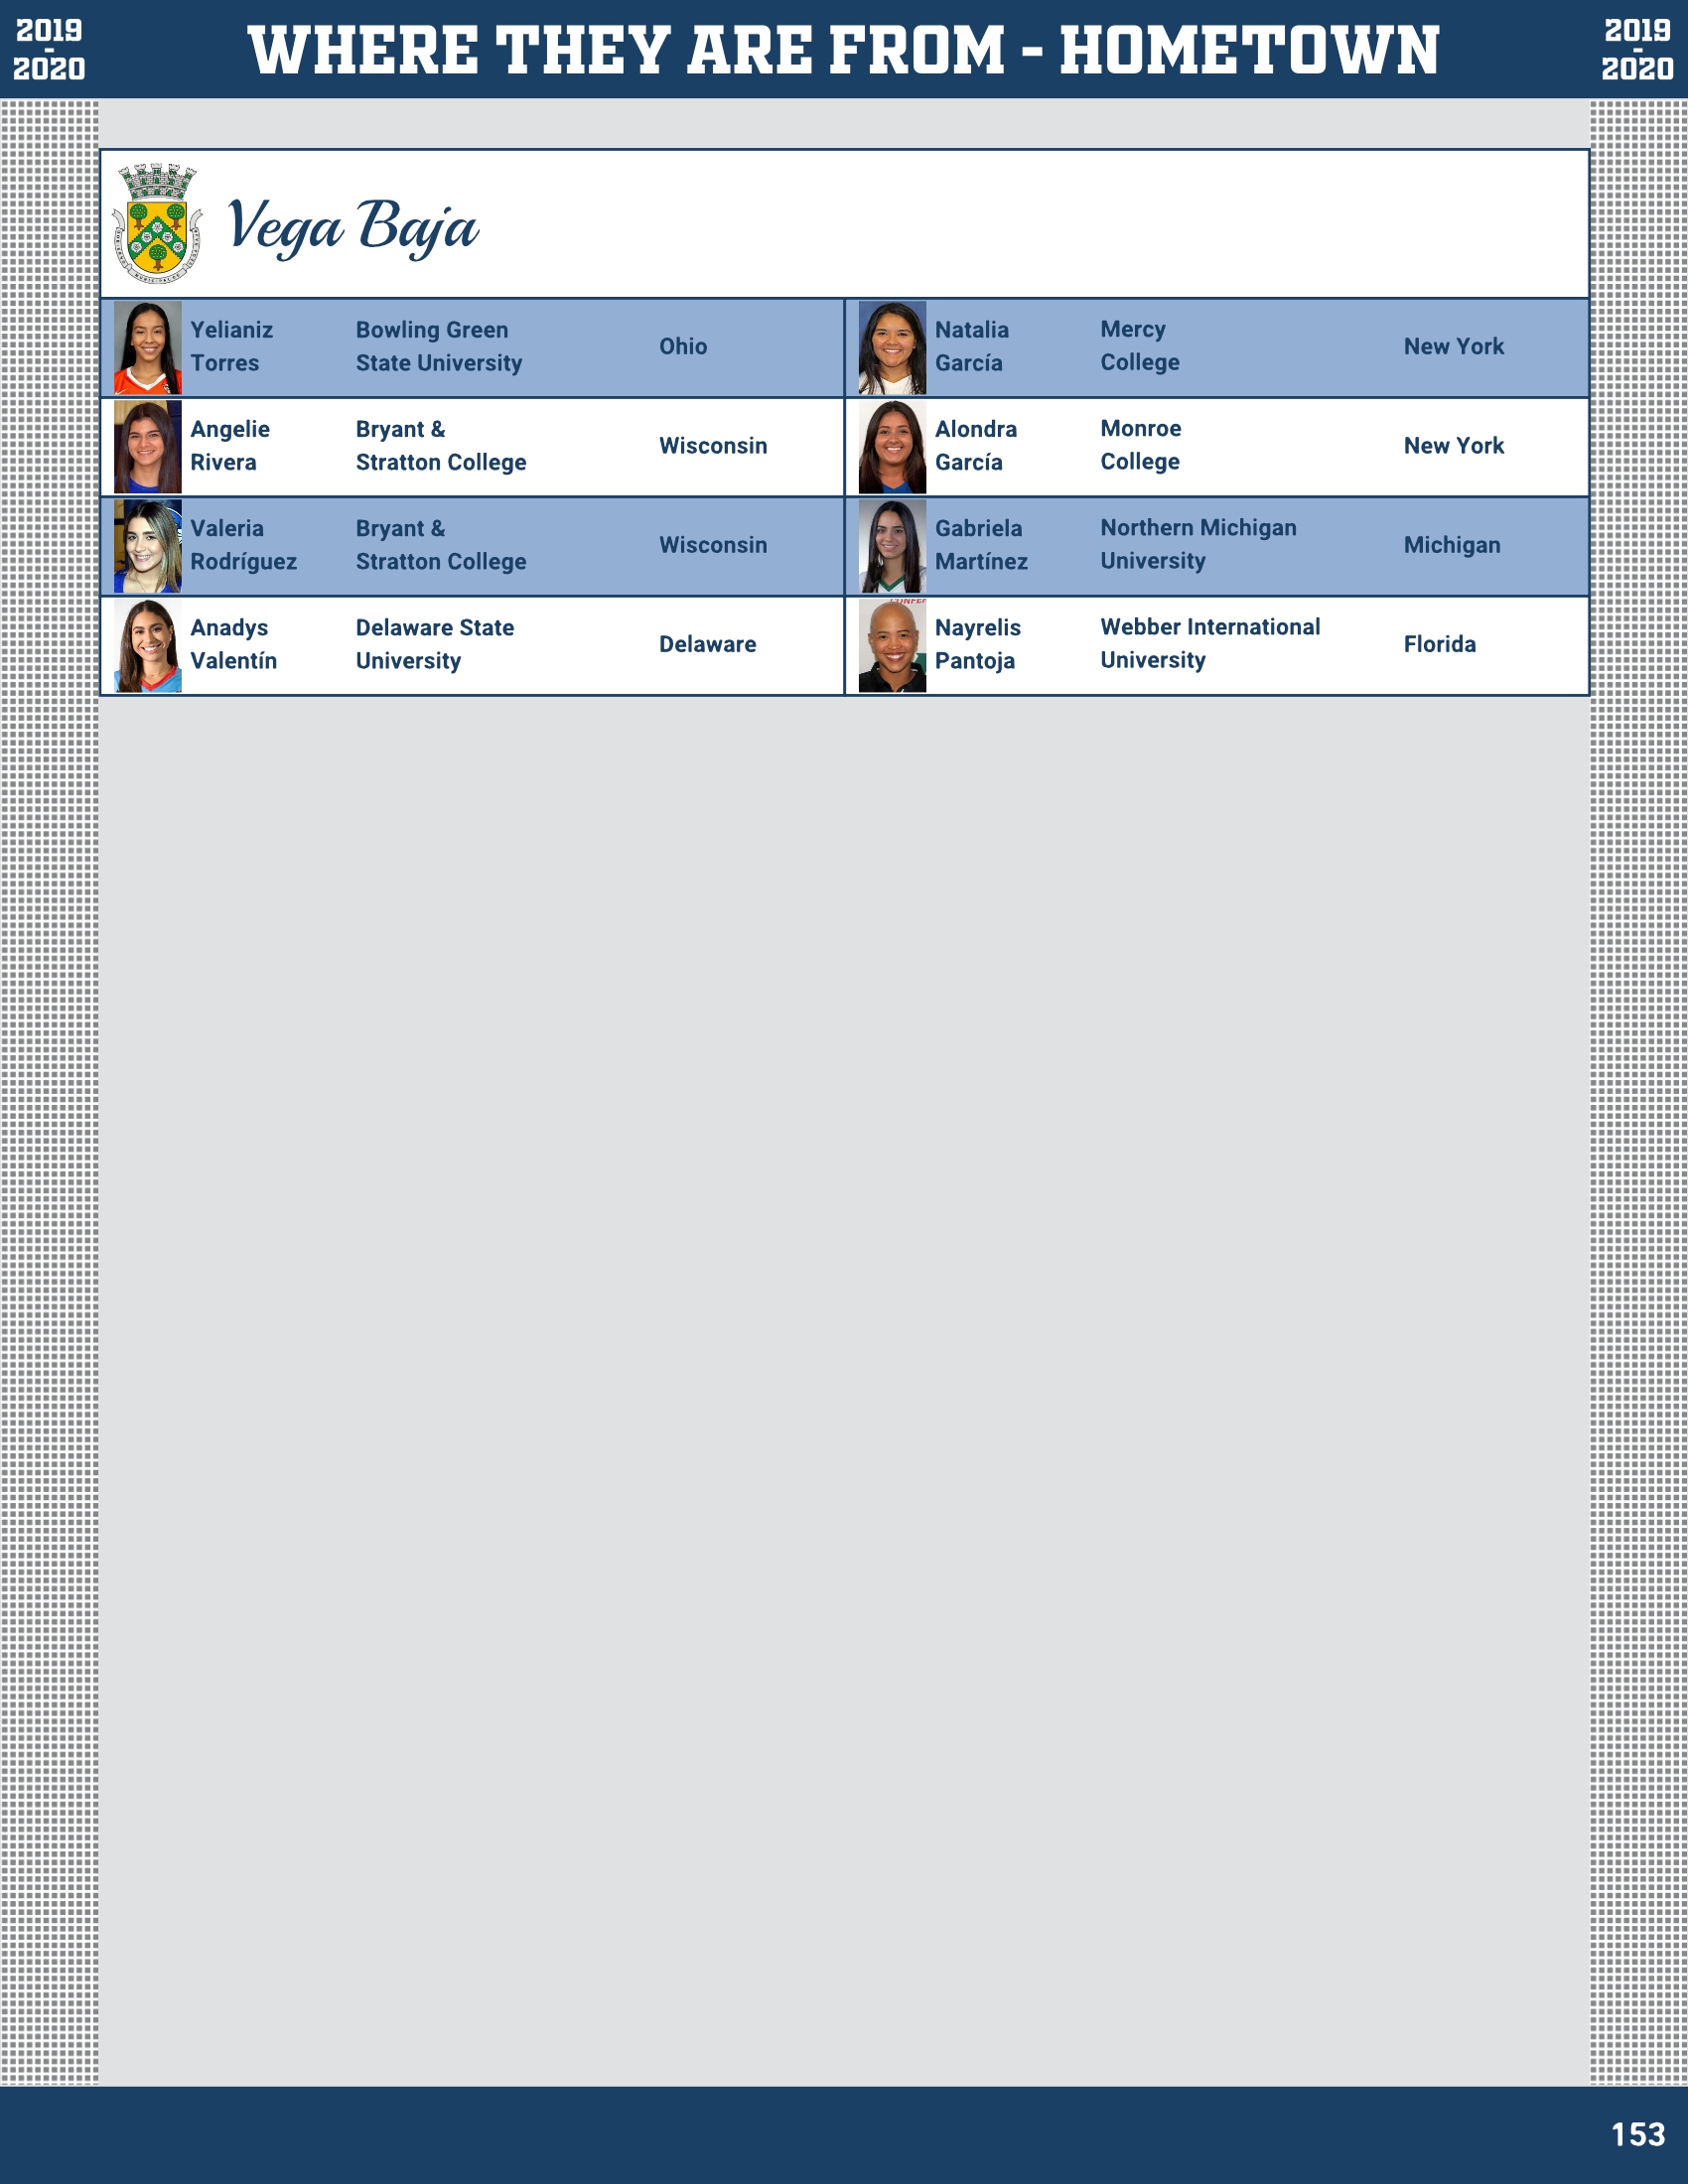 2019
-
2020
WHERE THEY ARE FROM - HOMETOWN
2019
-
2020
Vega Baja
Yelianiz
Torres
Bowling Green
State University
Ohio
Natalia
García
Mercy
College
New York
Angelie
Rivera
Bryant &
Stratton College
Wisconsin
Alondra
García
Monroe
College
New York
Valeria
Rodríguez
Bryant &
Stratton College
Wisconsin
Gabriela
Martínez
Northern Michigan
University
Michigan
Anadys
Valentín
Delaware State
University
Delaware
Nayrelis
Pantoja
Webber International
University
Florida
153